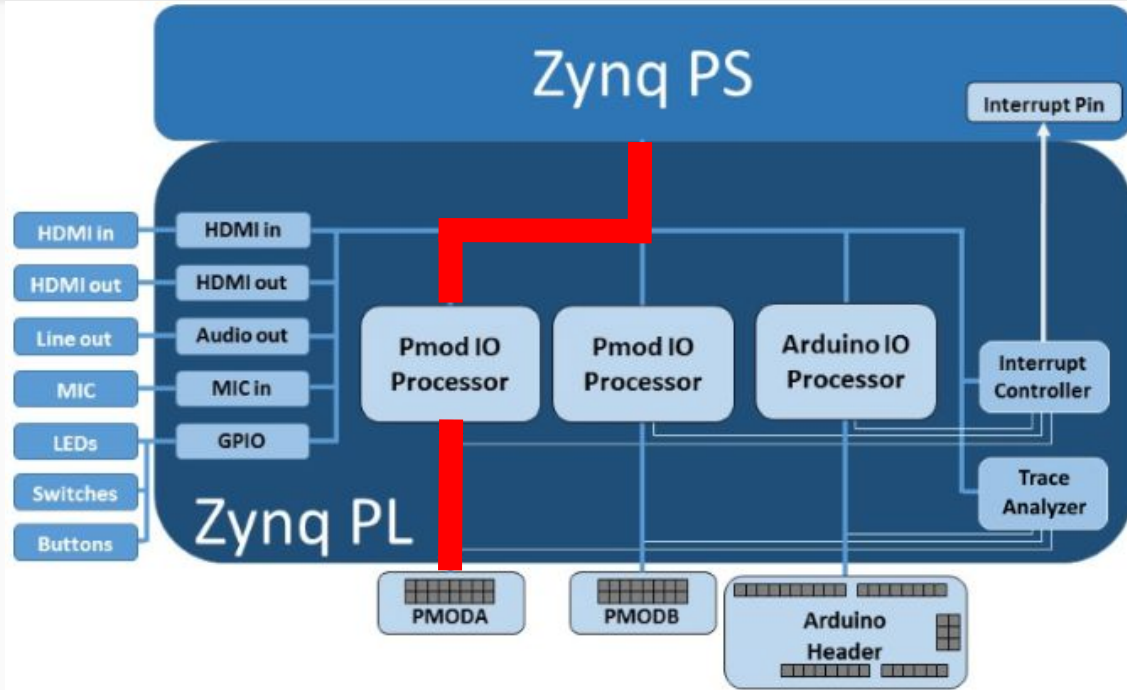 Zynq PS
Interrupt Pin
HDMI in
HDMI in
HDMI out
HDMI out
Line out
Audio out
MIC
MIC in
LEDs
GPIO
Switches
Buttons
Pmod IO
Processor
Pmod IO
Processor
Arduino IO
Processor
Interrupt
Controller
Trace
Analyzer
Zynq PL
PMODA
PMODB
Arduino
Header